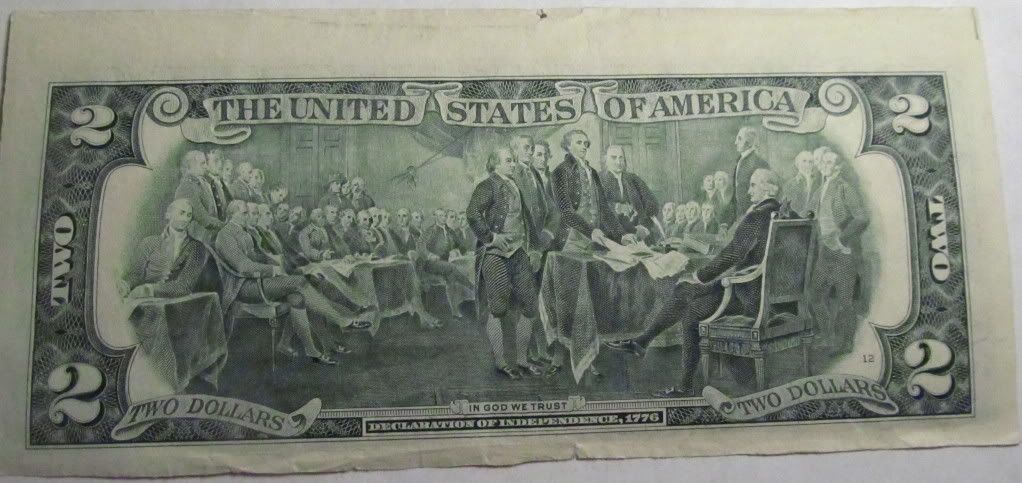 THE UNITED STATES OF AMERICA
2
2
TWO
TWO
12
2
2
TWO DOLLARS
IN GOD WE TRUST
TWO DOLLARS
DECLARATION OF INDEPENDENCE, 1776